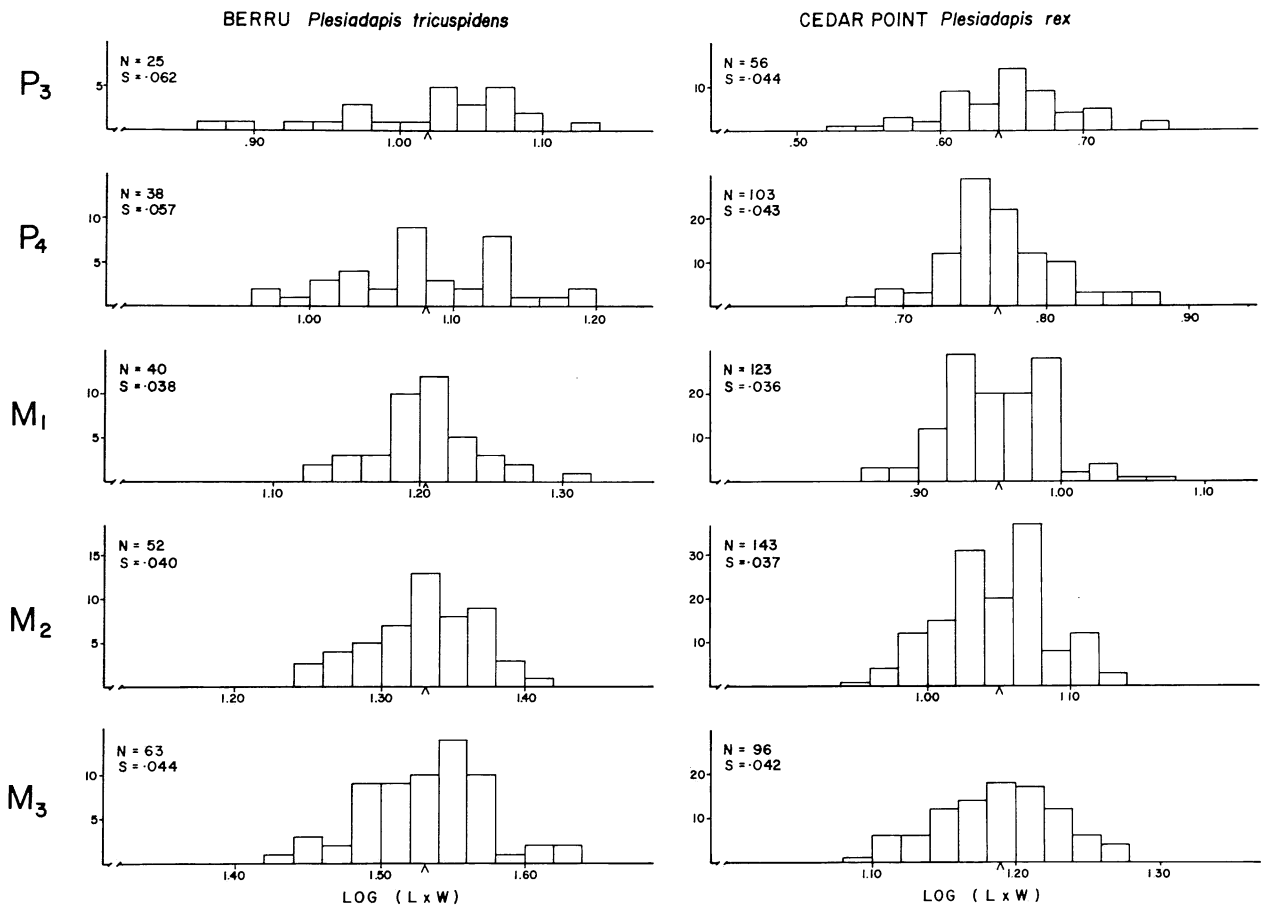 BERRU Plesiadapis tricuspidens
CEDAR POINT Plesiadapis rex
P3
N = 25
S = ·062
5
.90 1.00 1.10
N = 56
S = ·044
10
.50 .60 .70
P4
N = 38
S = ·057
10
5
1.00 1.10 1.20
N = 103
S = ·043
20
10
.70 .80 .90
M1
N = 40
S = ·038
10
5
1.10 1.20 1.30
N = 123
S = ·036
20
10
.90 1.00 1.10
M2
N = 52
S = ·040
15
10
5
1.20 1.30 1.40
N = 143
S = ·037
30
20
10
1.00 1.10
M3
N = 63
S = ·044
10
5
1.40 1.50 1.60
LOG (L x W)
N = 96
S = ·042
20
10
1.10 1.20 1.30
LOG (L x W)